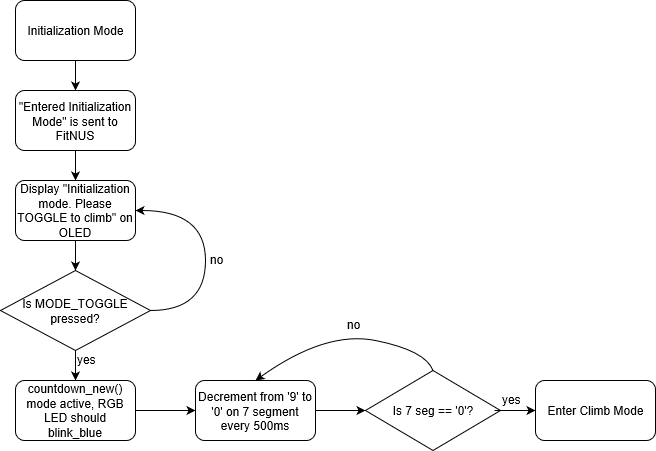 Initialization Mode
"Entered Initialization
Mode" is sent to
FitNUS
Display "Initialization
mode. Please
TOGGLE to climb" on
OLED
no
Is MODE_TOGGLE
pressed?
yes
countdown_new()
mode active, RGB
LED should
blink_blue
Decrement from '9' to
'0' on 7 segment
every 500ms
no
Is 7 seg == '0'?
yes
Enter Climb Mode